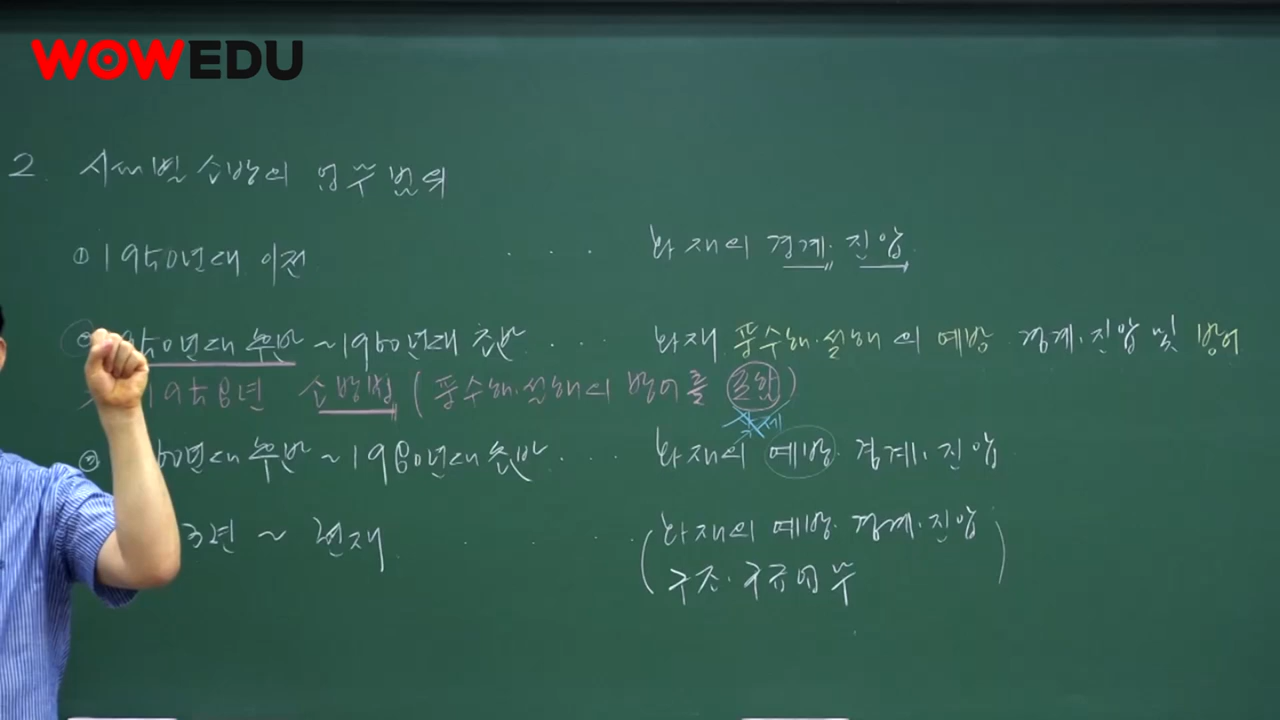 WOWEDU
2. 시대별 소방의 업무범위
① 1950년대 이전 ... 화재의 경계·진압
② 950년대 후반 ~ 1960년대 초반 .... 화재 풍수해·설해의 예방 경계·진압 및 방어
1958년 소방법 (풍수해·설해의 방어를 포함)
삭제
③ 60년대 후반 ~ 1980년대 초반 .... 화재의 예방·경계·진압
3년 ~ 현재 .... (화재의 예방·경계·진압
구조·구급업무)